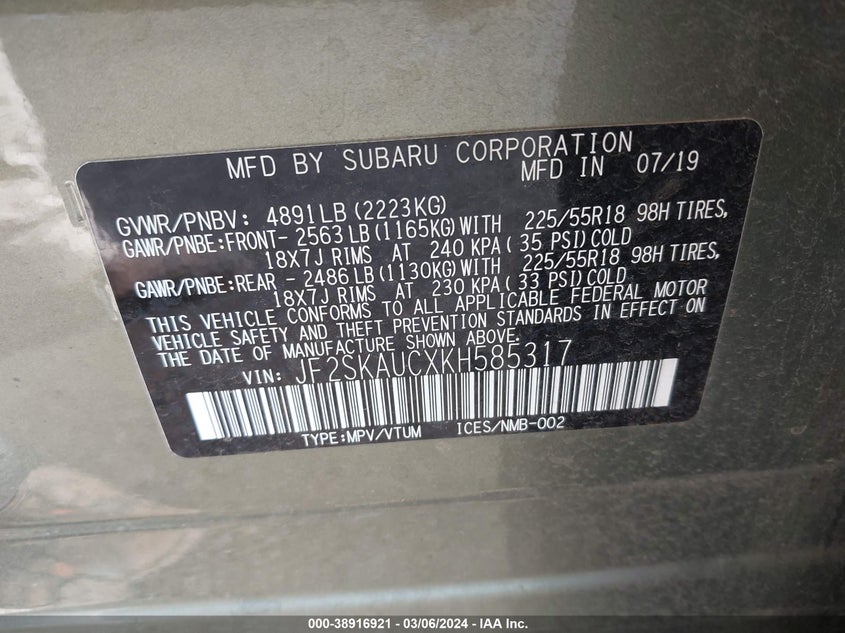 MFD BY SUBARU CORPORATION
MFD IN 07/19
GVWR/PNBV: 4891LB(2223KG)
GAWR/PNBE:FRONT-2563LB(1165KG)WITH 225/55R18 98H TIRES,
18X7J RIMS AT 240 KPA(35 PSI)COLD
GAWR/PNBE:REAR -2486LB(1130KG)WITH 225/55R18 98H TIRES,
18X7J RIMS AT 230 KPA(33 PSI)COLD
THIS VEHICLE CONFORMS TO ALL APPLICABLE FEDERAL MOTOR
VEHICLE SAFETY AND THEFT PREVENTION STANDARDS IN EFFECT ON
THE DATE OF MANUFACTURE SHOWN ABOVE.
VIN: JF2SKAUCXKH585317
TYPE:MPV/VTUM ICES/NMB-002
000-38916921 - 03/06/2024 - IAA Inc.